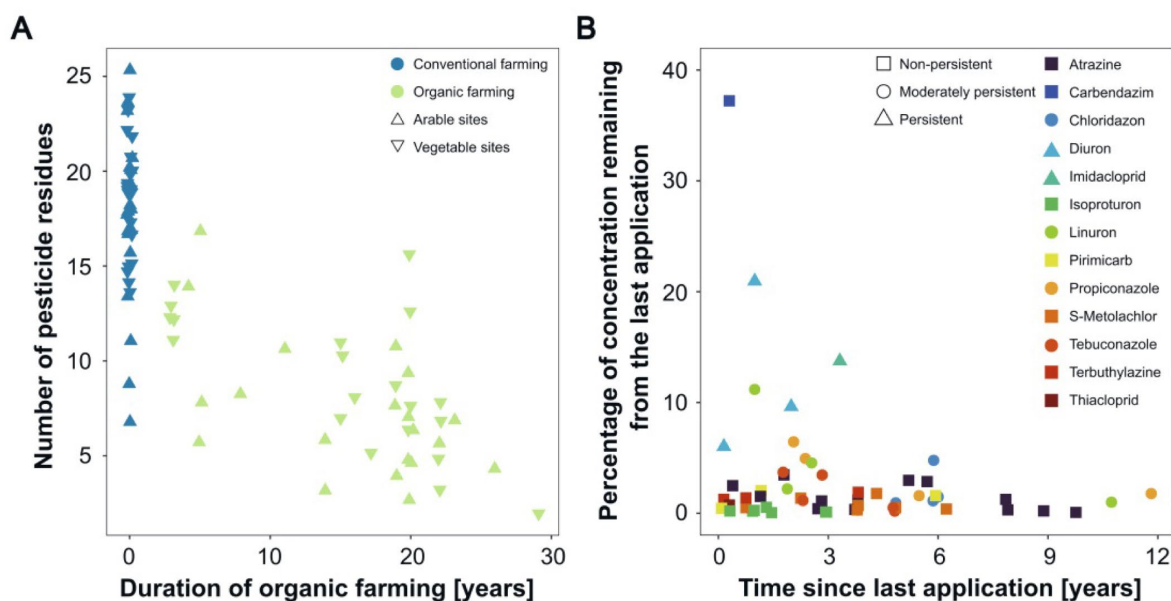 A
Number of pesticide residues
25
20
15
10
5
0
10
20
30
Duration of organic farming [years]
Conventional farming
Organic farming
Arable sites
Vegetable sites
B
Percentage of concentration remaining
from the last application
40
30
20
10
0
0
3
6
9
12
Time since last application [years]
Non-persistent
Moderately persistent
Persistent
Atrazine
Carbendazim
Chloridazon
Diuron
Imidacloprid
Isoproturon
Linuron
Pirimicarb
Propiconazole
S-Metolachlor
Tebuconazole
Terbuthylazine
Thiacloprid